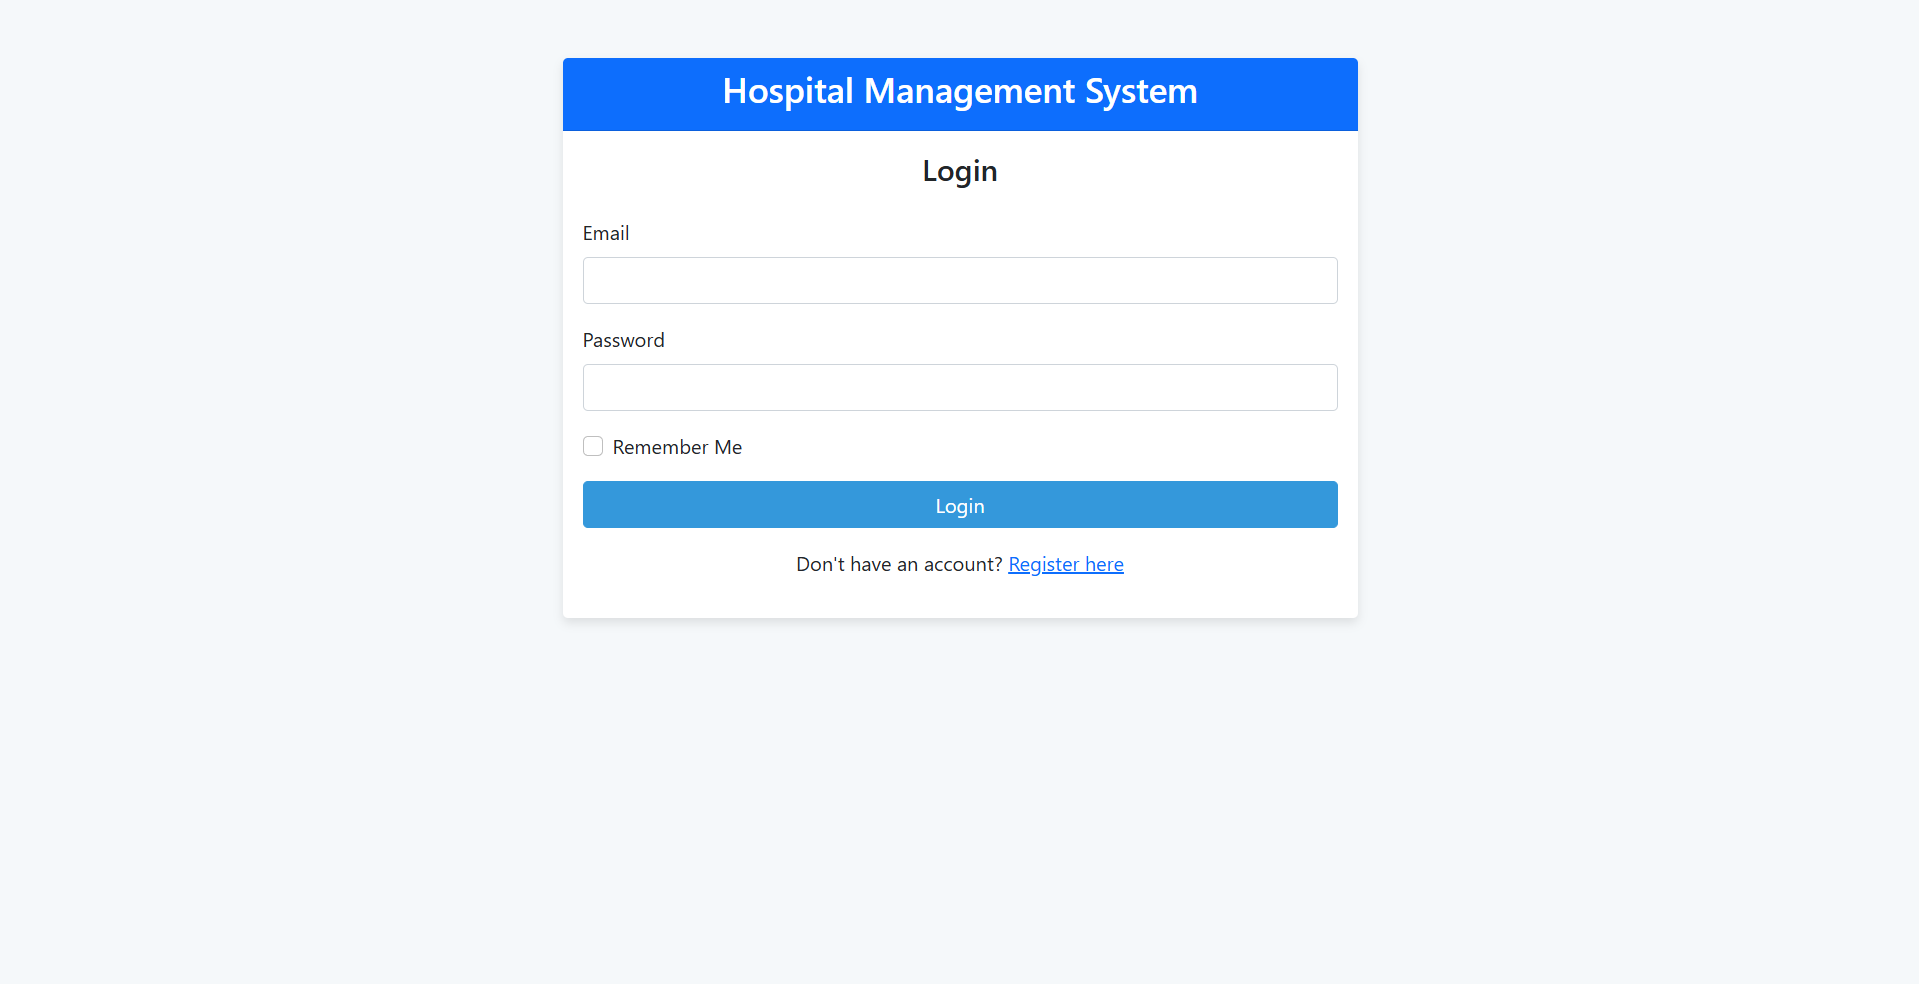 Hospital Management System
Login
Email
Password
Remember Me
Login
Don't have an account? Register here